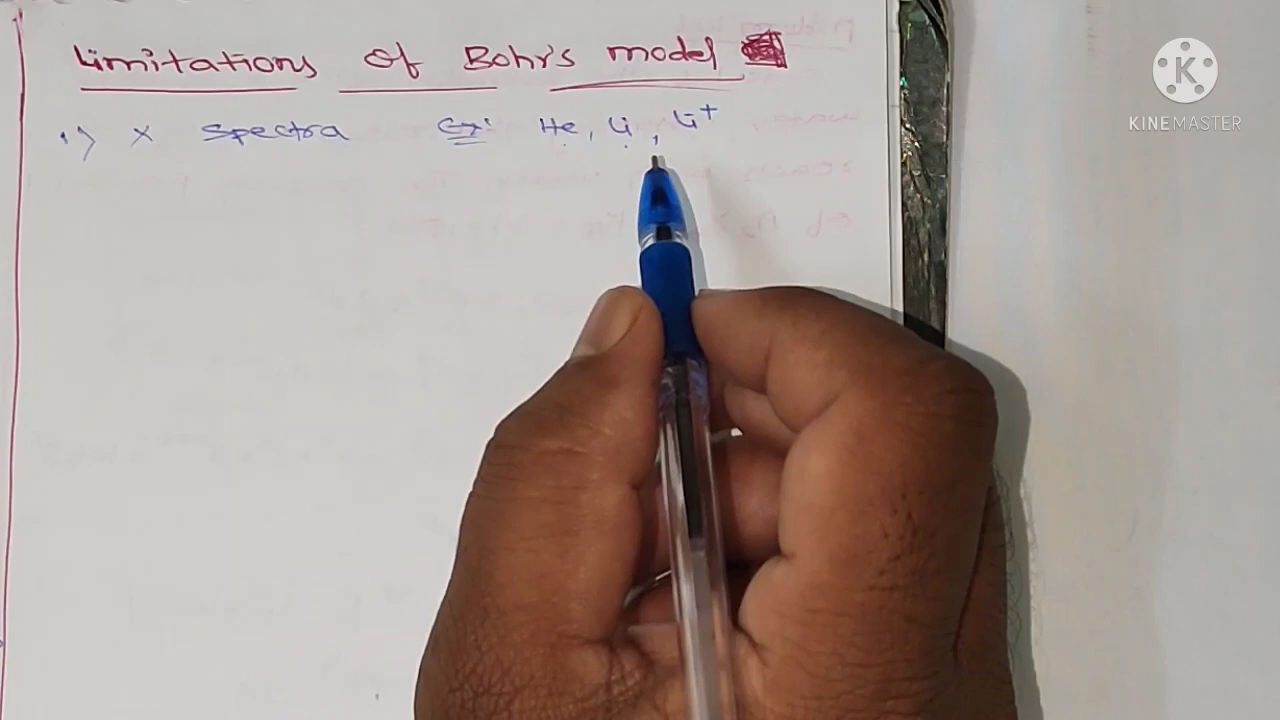 Limitations of Bohr's model
1) × spectra Ex: He, Li, Li⁺
K
KINEMASTER